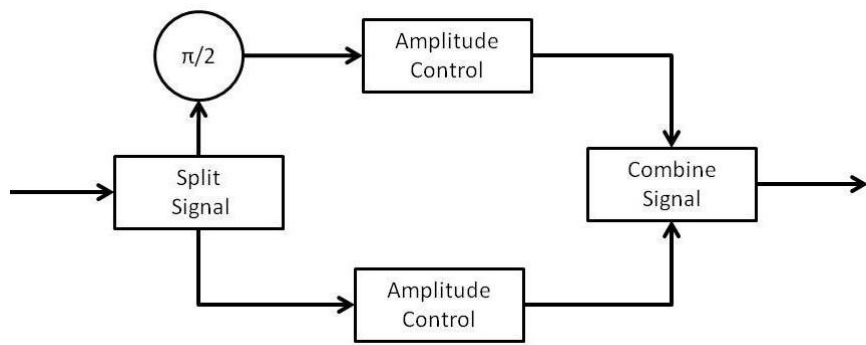 π/2
Amplitude
Control
Split
Signal
Combine
Signal
Amplitude
Control